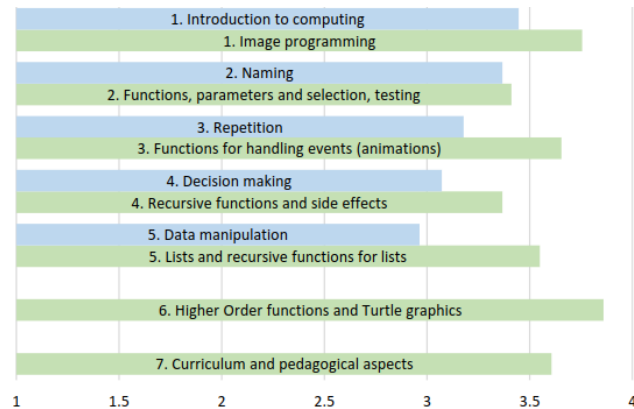 1. Introduction to computing
1. Image programming
2. Naming
2. Functions, parameters and selection, testing
3. Repetition
3. Functions for handling events (animations)
4. Decision making
4. Recursive functions and side effects
5. Data manipulation
5. Lists and recursive functions for lists
6. Higher Order functions and Turtle graphics
7. Curriculum and pedagogical aspects
1 1.5 2 2.5 3 3.5 4